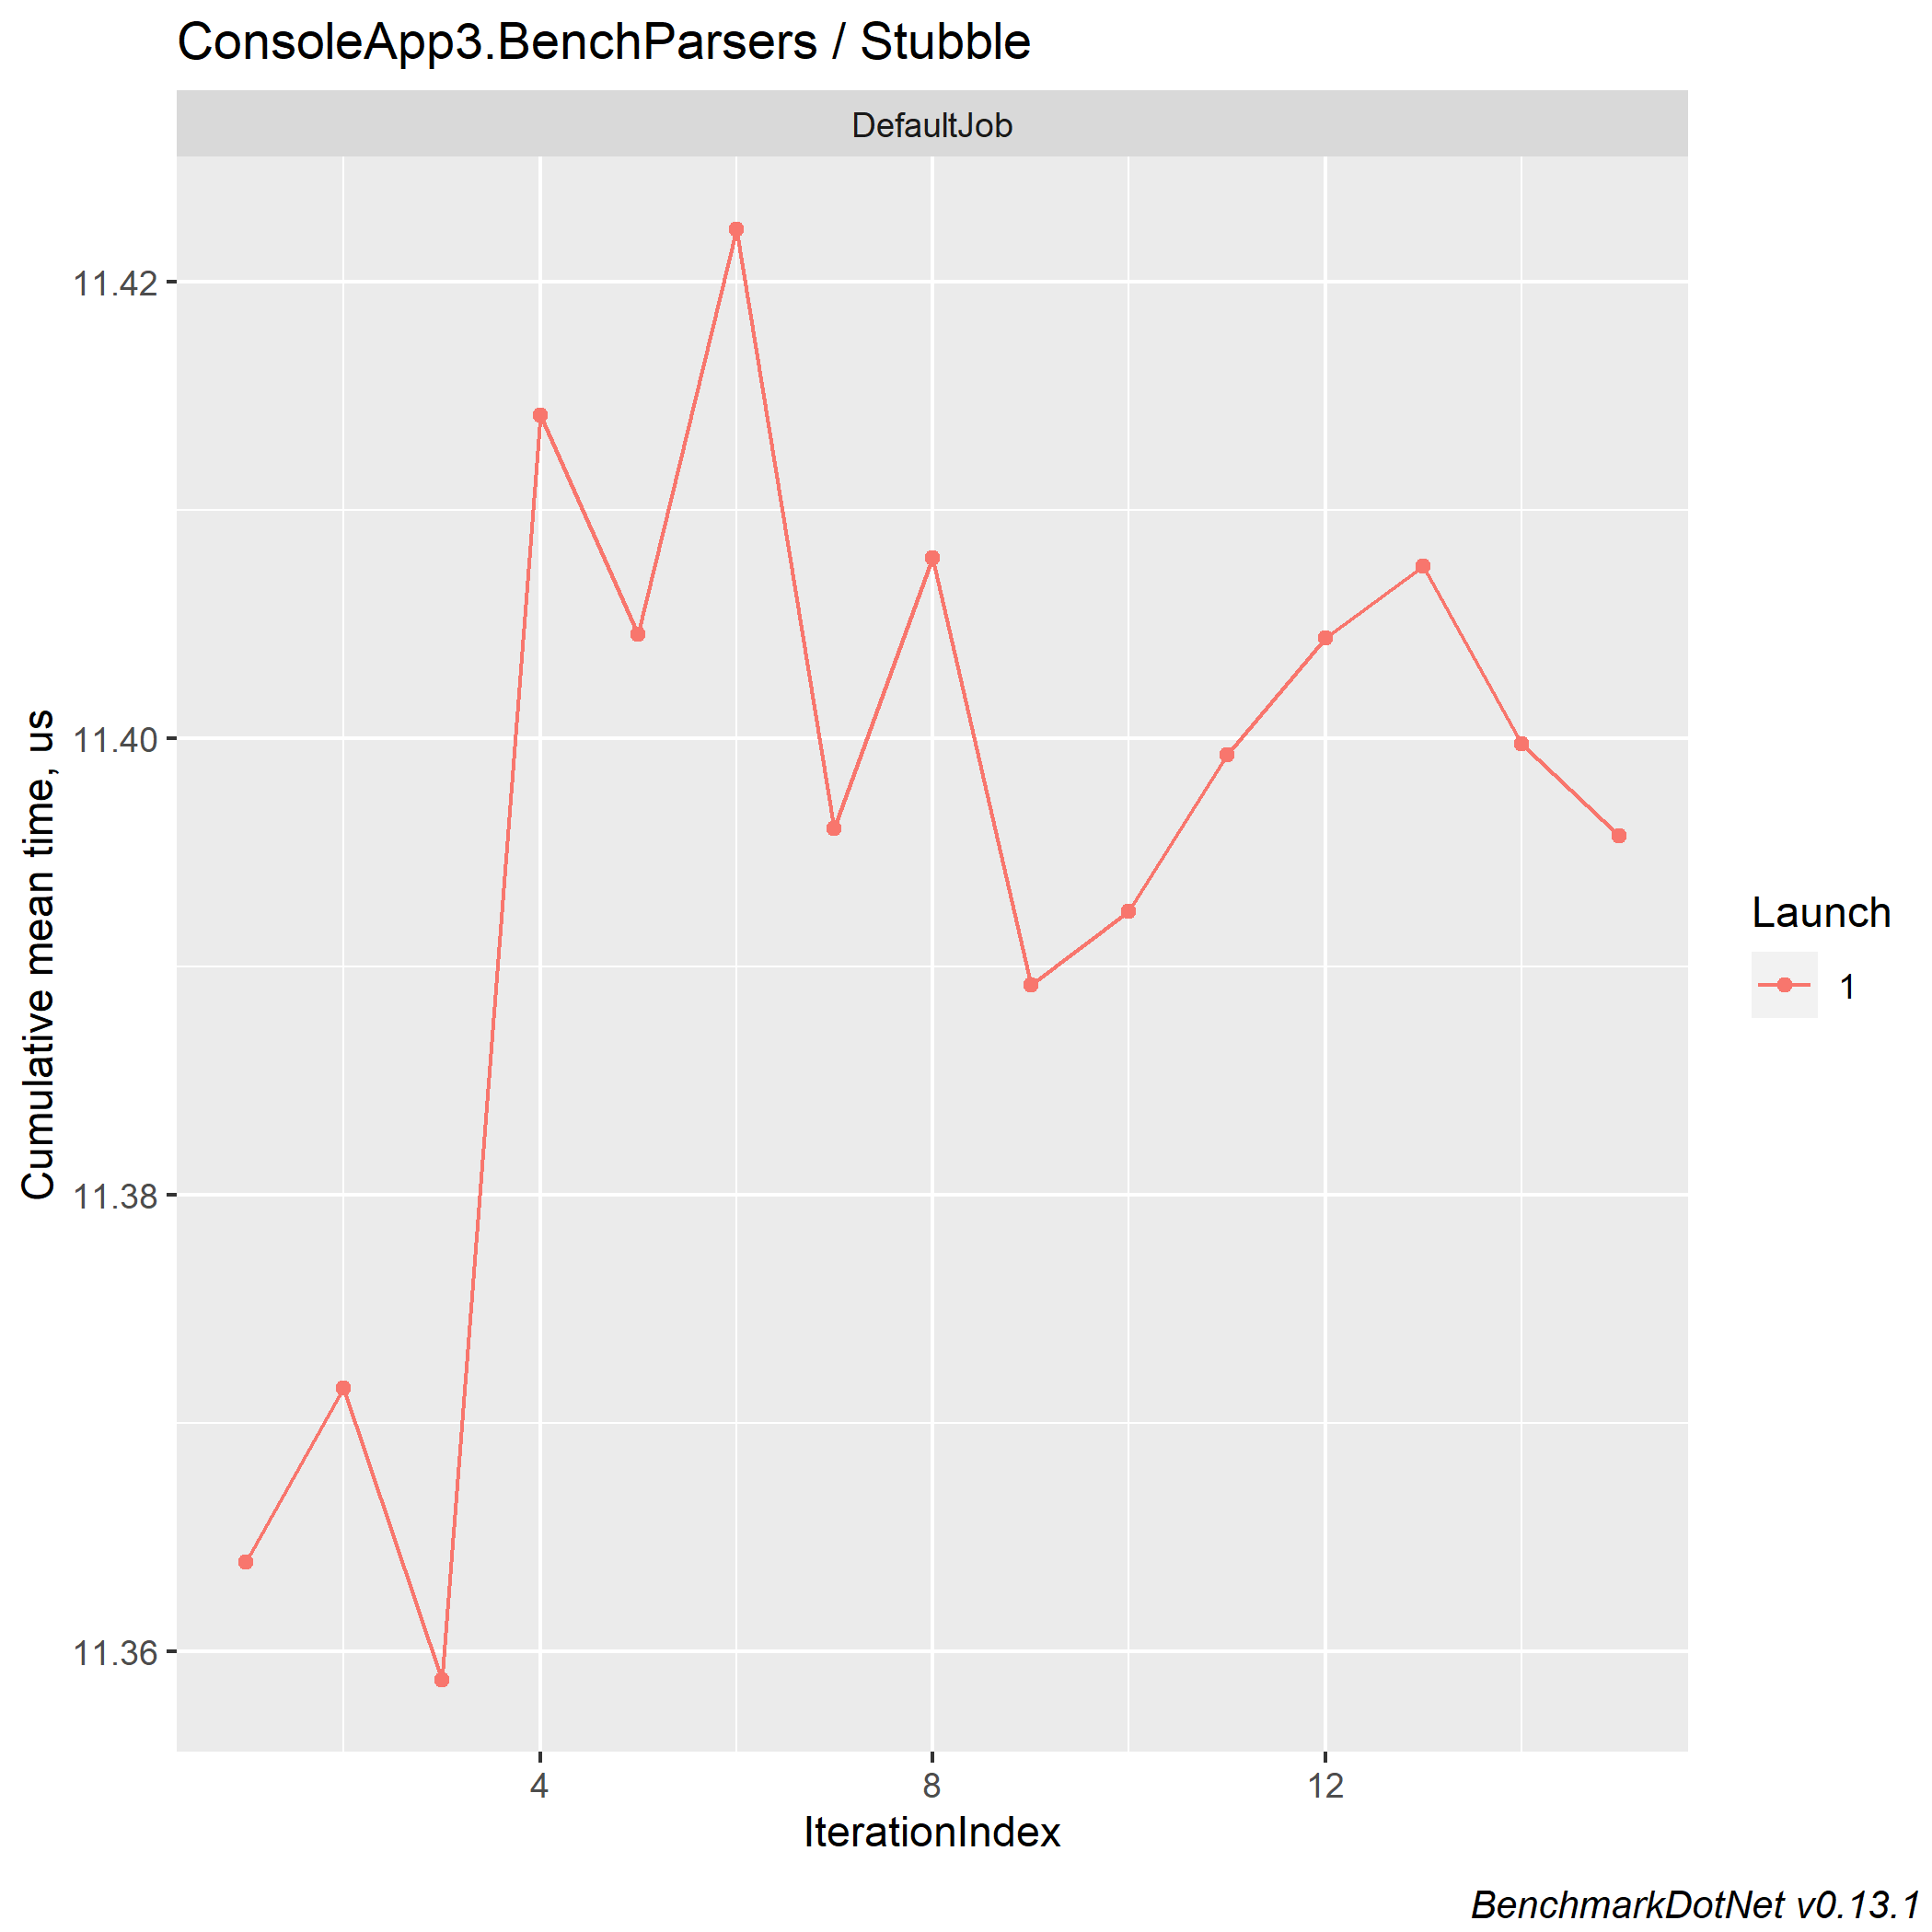 ConsoleApp3.BenchParsers / Stubble
DefaultJob
11.42
11.40
11.38
11.36
Cumulative mean time, us
4
8
12
IterationIndex
Launch
1
BenchmarkDotNet v0.13.1